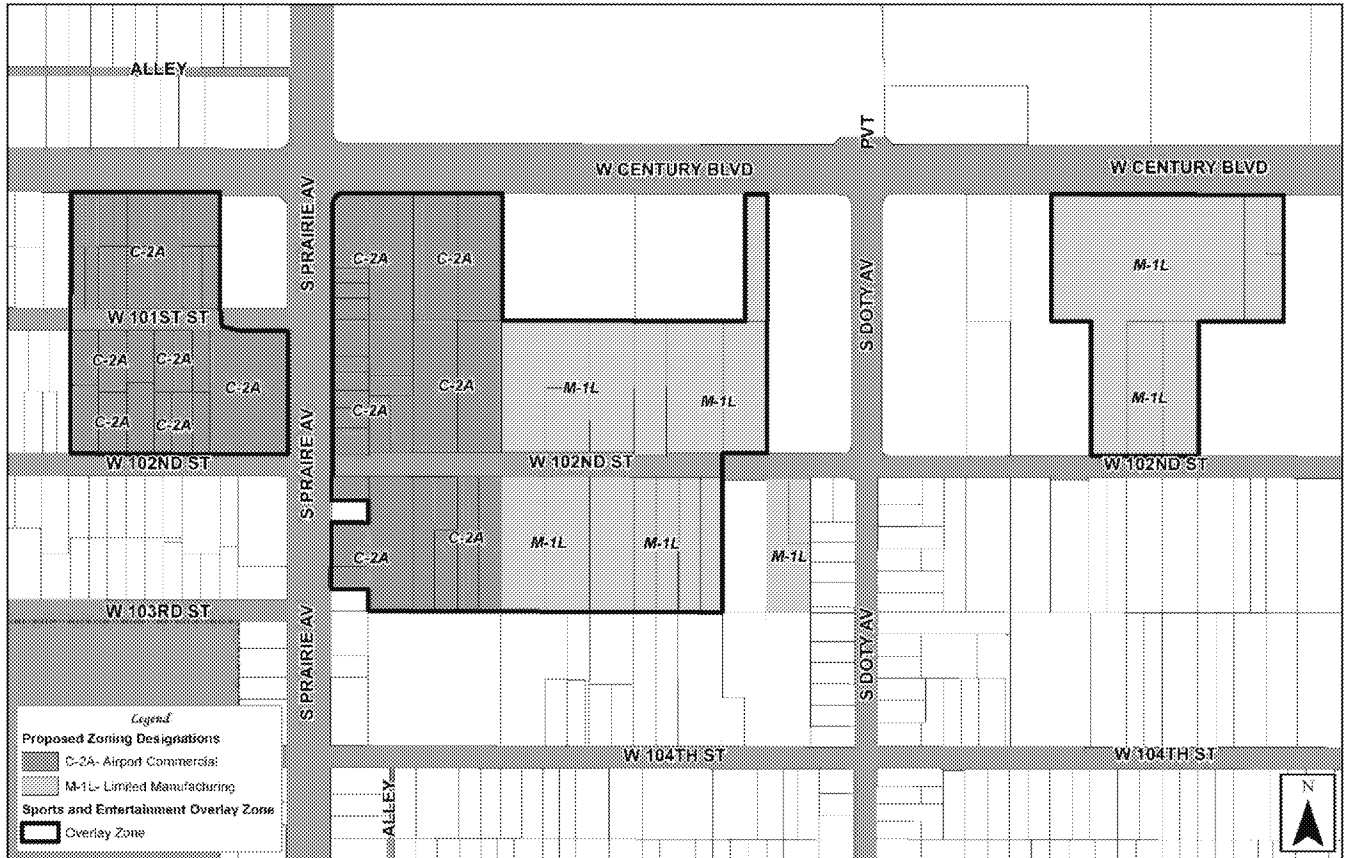 ALLEY
PVT
W CENTURY BLVD
W CENTURY BLVD
S PRAIRIE AV
C-2A
C-2A
C-2A
M-1L
W 101ST ST
S DOTY AV
C-2A
C-2A
C-2A
C-2A
C-2A
C-2A
C-2A
M-1L
M-1L
M-1L
W 102ND ST
W 102ND ST
W 102ND ST
S PRAIRIE AV
C-2A
C-2A
M-1L
M-1L
M-1L
W 103RD ST
S PRAIRIE AV
S DOTY AV
W 104TH ST
W 104TH ST
ALLEY
Legend
Proposed Zoning Designations
C-2A- Airport Commercial
M-1L- Limited Manufacturing
Sports and Entertainment Overlay Zone
Overlay Zone
N